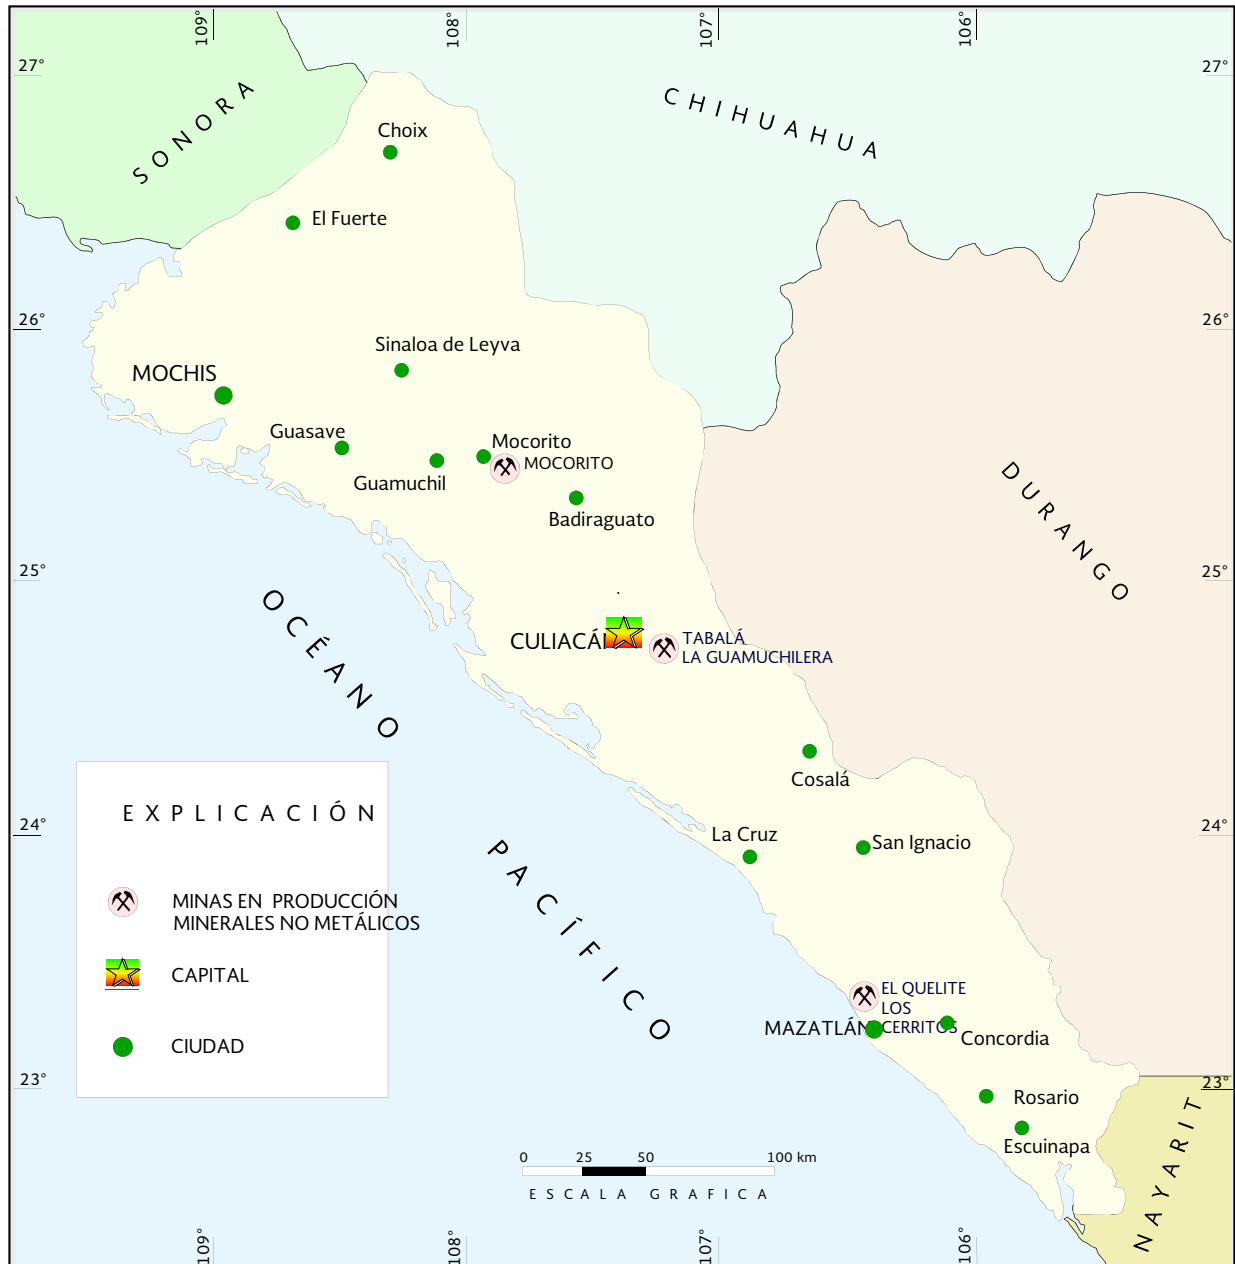 109°
108°
107°
106°
27°
27°
SONORA
CHIHUAHUA
Choix
El Fuerte
26°
26°
Sinaloa de Leyva
MOCHIS
Guasave
Mocorito
MOCORITO
Guamuchil
Badiraguato
DURANGO
25°
25°
OCÉANO
CULIACÁN
TABALÁ
LA GUAMUCHILERA
Cosalá
EXPLICACIÓN
24°
24°
La Cruz
San Ignacio
PACÍFICO
MINAS EN PRODUCCIÓN
MINERALES NO METÁLICOS
CAPITAL
EL QUELITE
LOS
CERRITOS
MAZATLÁN
Concordia
CIUDAD
23°
23°
Rosario
Escuinapa
NAYARIT
0 25 50 100 km
ESCALA GRAFICA
109°
108°
107°
106°